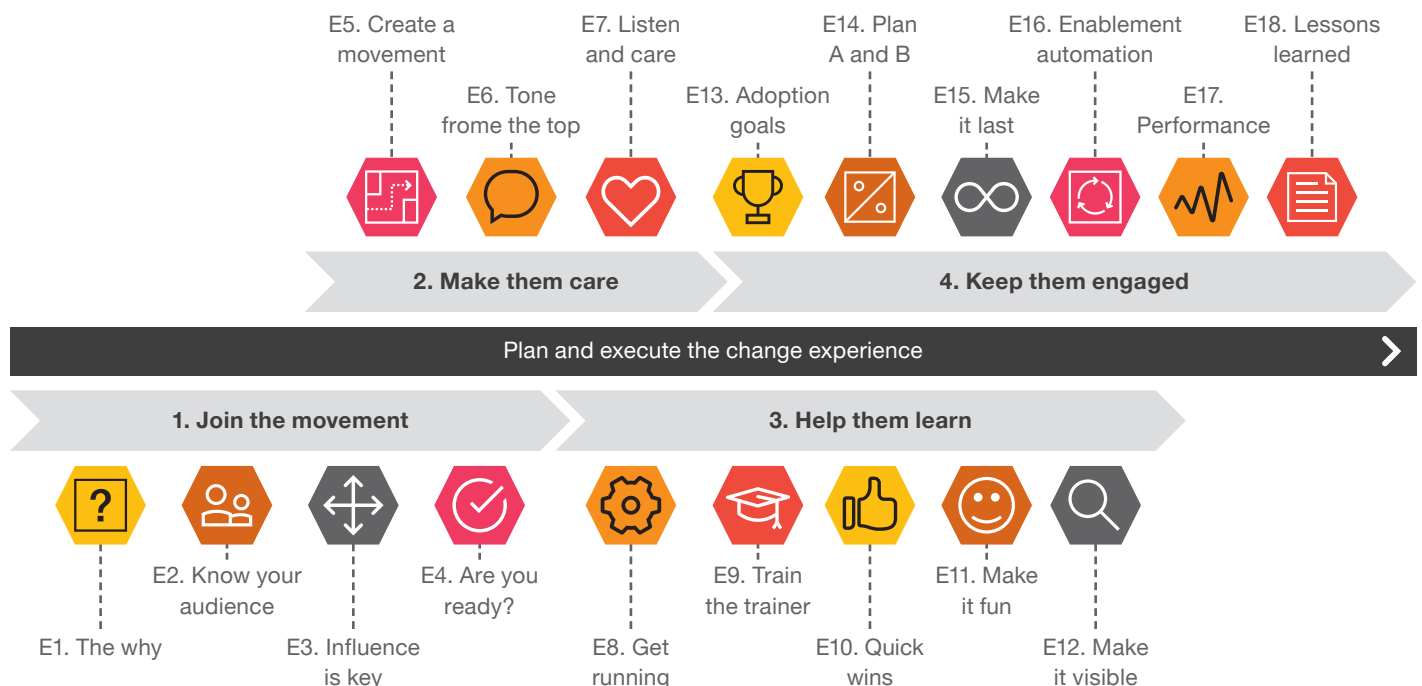 E5. Create a
movement
E6. Tone
frome the top
E7. Listen
and care
E13. Adoption
goals
E14. Plan
A and B
E15. Make
it last
E16. Enablement
automation
E17.
Performance
E18. Lessons
learned
2. Make them care
4. Keep them engaged
Plan and execute the change experience
1. Join the movement
3. Help them learn
?
E1. The why
E2. Know your
audience
E3. Influence
is key
E4. Are you
ready?
E8. Get
running
E9. Train
the trainer
E10. Quick
wins
E11. Make
it fun
E12. Make
it visible